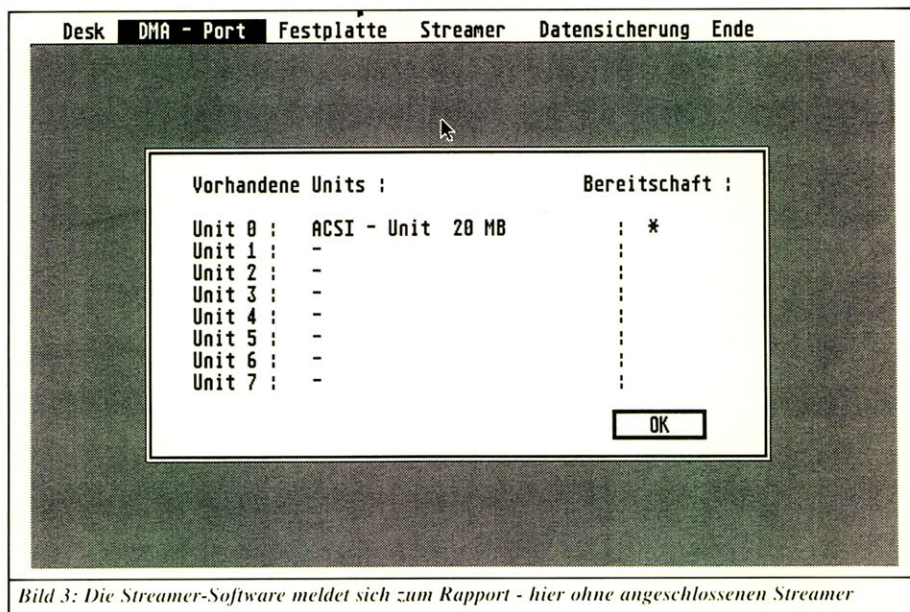 Desk DMA - Port Festplatte Streamer Datensicherung Ende
Vorhandene Units : Bereitschaft :
Unit 0 : ACSI - Unit 20 MB : *
Unit 1 : - :
Unit 2 : - :
Unit 3 : - :
Unit 4 : - :
Unit 5 : - :
Unit 6 : - :
Unit 7 : - :
OK
Bild 3: Die Streamer-Software meldet sich zum Rapport - hier ohne angeschlossenen Streamer